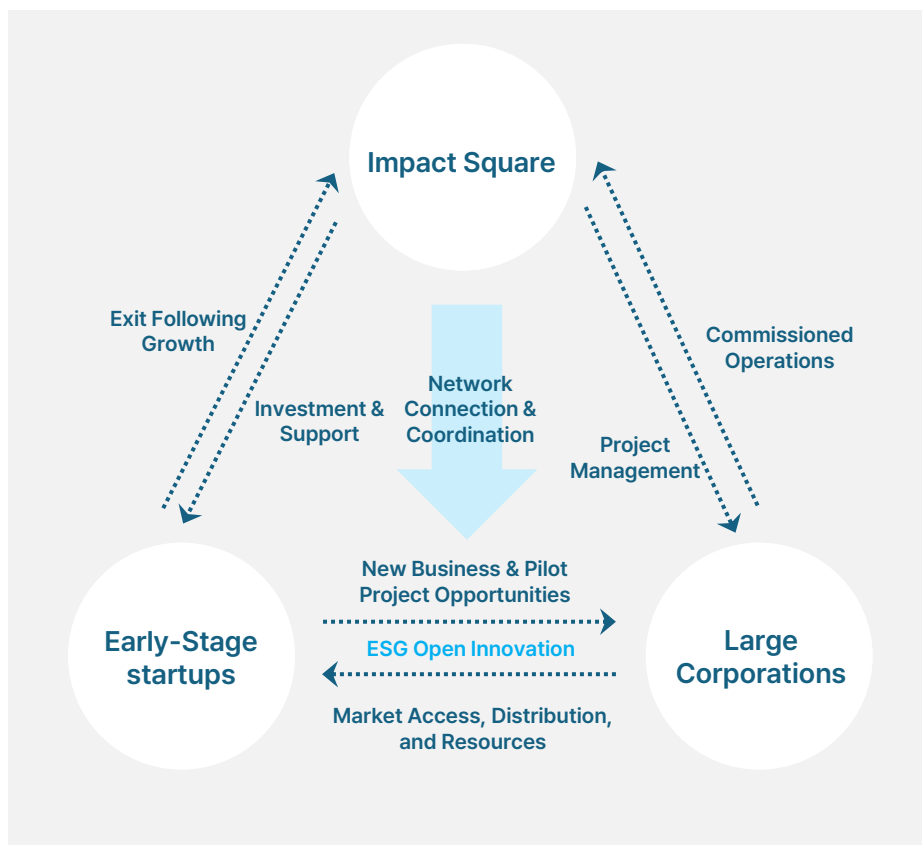 Impact Square
Exit Following
Growth
Commissioned
Operations
Investment &
Support
Network
Connection &
Coordination
Project
Management
New Business & Pilot
Project Opportunities
ESG Open Innovation
Early-Stage
startups
Large
Corporations
Market Access, Distribution,
and Resources